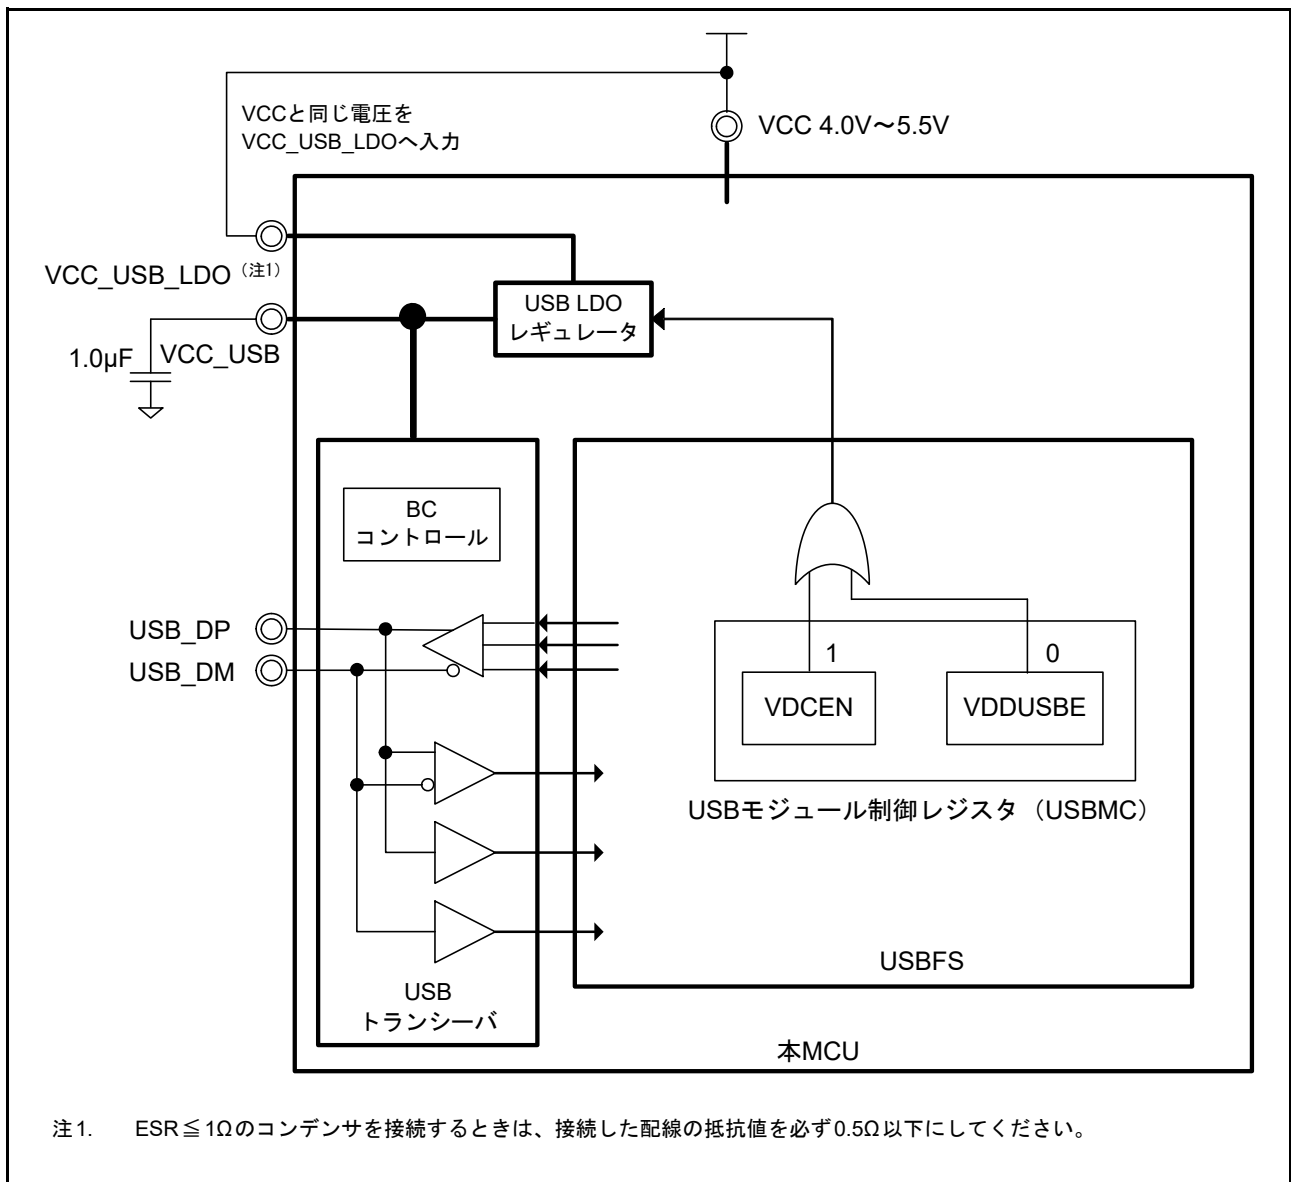 VCCと同じ電圧を
VCC_USB_LDOへ入力
VCC 4.0V～5.5V
VCC_USB_LDO（注1）
USB LDO
レギュレータ
1.0µF
VCC_USB
BC
コントロール
USB_DP
USB_DM
1
0
VDCEN
VDDUSBE
USBモジュール制御レジスタ（USBMC）
USBFS
USB
トランシーバ
本MCU
注1. ESR≦1Ωのコンデンサを接続するときは、接続した配線の抵抗値を必ず0.5Ω以下にしてください。